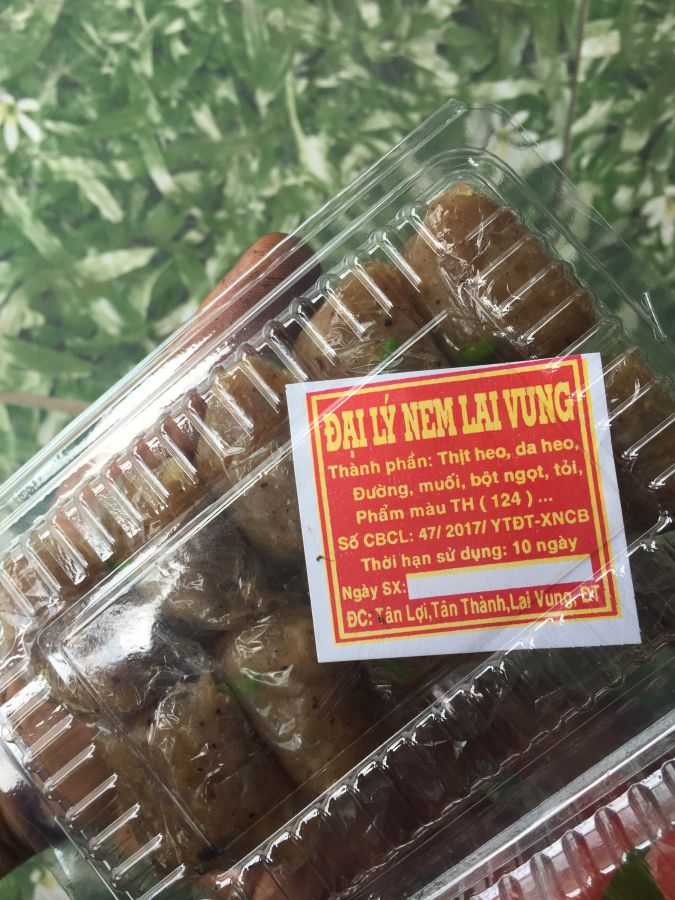 ĐẠI LÝ NEM LAI VUNG
Thành phần: Thịt heo, da heo,
Đường, muối, bột ngọt, tỏi,
Phẩm màu TH ( 124 ) ...
Số CBCL: 47/ 2017/ YTĐT-XNCB
Thời hạn sử dụng: 10 ngày
Ngày SX:
ĐC: Tân Lợi,Tân Thành,Lai Vung, ĐT